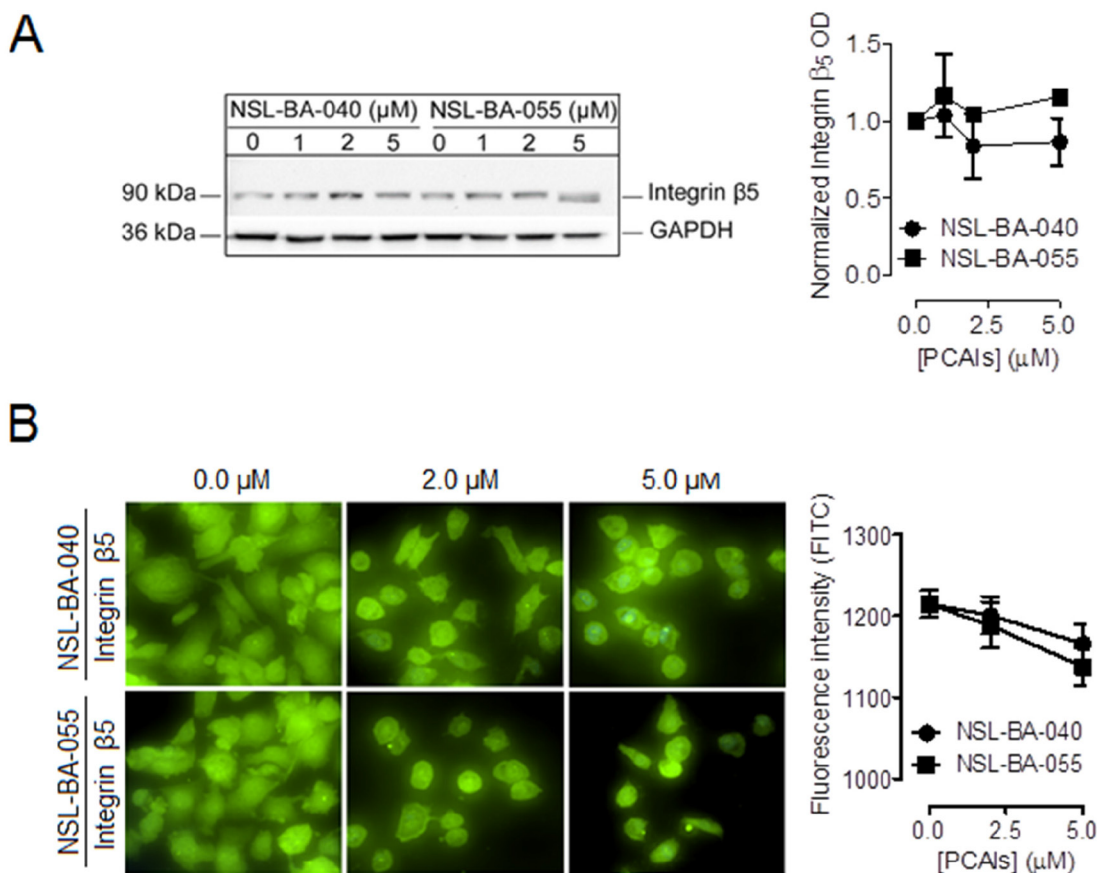 A
NSL-BA-040 (µM) NSL-BA-055 (µM)
0 1 2 5 0 1 2 5
90 kDa
Integrin β5
36 kDa
GAPDH
Normalized Integrin β5 OD
1.5
1.0
0.5
0.0
NSL-BA-040
NSL-BA-055
0.0 2.5 5.0
[PCAIs] (µM)
B
0.0 µM 2.0 µM 5.0 µM
NSL-BA-040
Integrin β5
NSL-BA-055
Integrin β5
Fluorescence intensity (FITC)
1300
1200
1100
1000
NSL-BA-040
NSL-BA-055
0.0 2.5 5.0
[PCAIs] (µM)